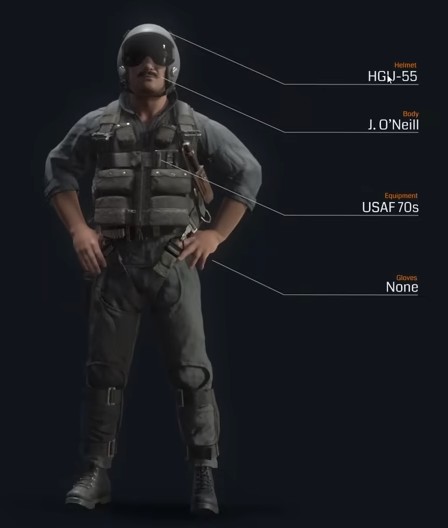 Helmet
HGU-55
Body
J. O'Neill
Equipment
USAF 70s
Gloves
None